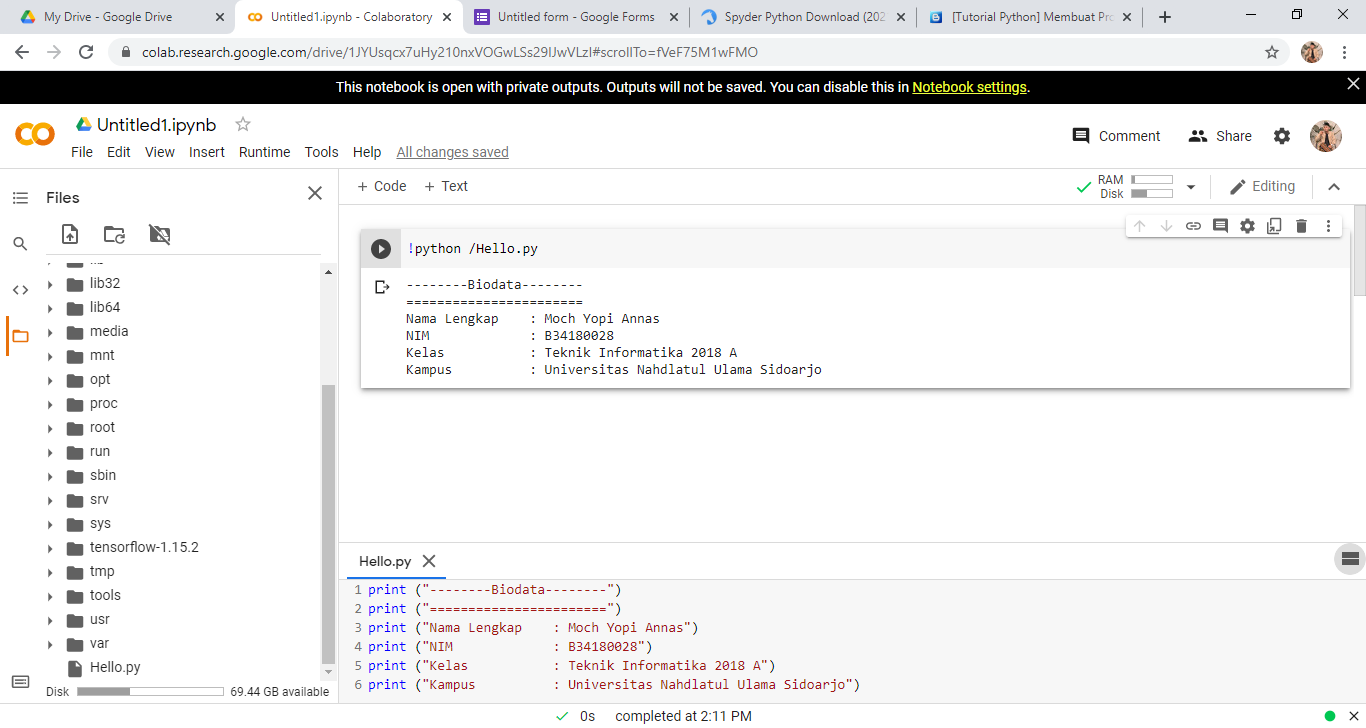 My Drive - Google Drive
Untitled1.ipynb - Colaboratory
Untitled form - Google Forms
Spyder Python Download (202
[Tutorial Python] Membuat Pro
colab.research.google.com/drive/1JYUsqcx7uHy210nxVOGwLSs29IJwVLzI#scrollTo=fVeF75M1wFMO
This notebook is open with private outputs. Outputs will not be saved. You can disable this in Notebook settings.
Untitled1.ipynb
Comment
Share
File Edit View Insert Runtime Tools Help All changes saved
Files
+ Code + Text
RAM
Disk
Editing
!python /Hello.py
--------Biodata--------
=======================
Nama Lengkap    : Moch Yopi Annas
NIM             : B34180028
Kelas           : Teknik Informatika 2018 A
Kampus          : Universitas Nahdlatul Ulama Sidoarjo
lib32
lib64
media
mnt
opt
proc
root
run
sbin
srv
sys
tensorflow-1.15.2
tmp
tools
usr
var
Hello.py
Disk 69.44 GB available
Hello.py
1 print ("--------Biodata--------")
2 print ("=======================")
3 print ("Nama Lengkap    : Moch Yopi Annas")
4 print ("NIM             : B34180028")
5 print ("Kelas           : Teknik Informatika 2018 A")
6 print ("Kampus          : Universitas Nahdlatul Ulama Sidoarjo")
0s completed at 2:11 PM